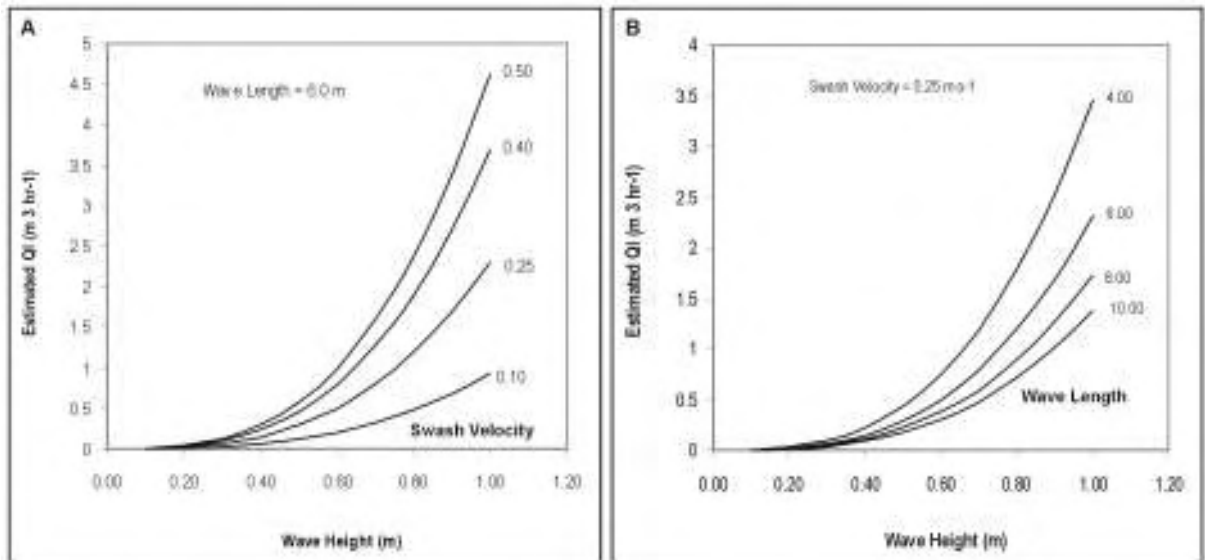 A
5
4.5
4
3.5
3
2.5
2
1.5
1
0.5
0
Estimated Ql (m 3 hr-1)
Wave Length = 6.0 m
0.50
0.40
0.25
0.10
Swash Velocity
0.00 0.20 0.40 0.60 0.80 1.00 1.20
Wave Height (m)
B
4
3.5
3
2.5
2
1.5
1
0.5
0
Estimated Ql (m 3 hr-1)
Swash Velocity = 0.25 ms-1
4.00
6.00
8.00
10.00
Wave Length
0.00 0.20 0.40 0.60 0.80 1.00 1.20
Wave Height (m)